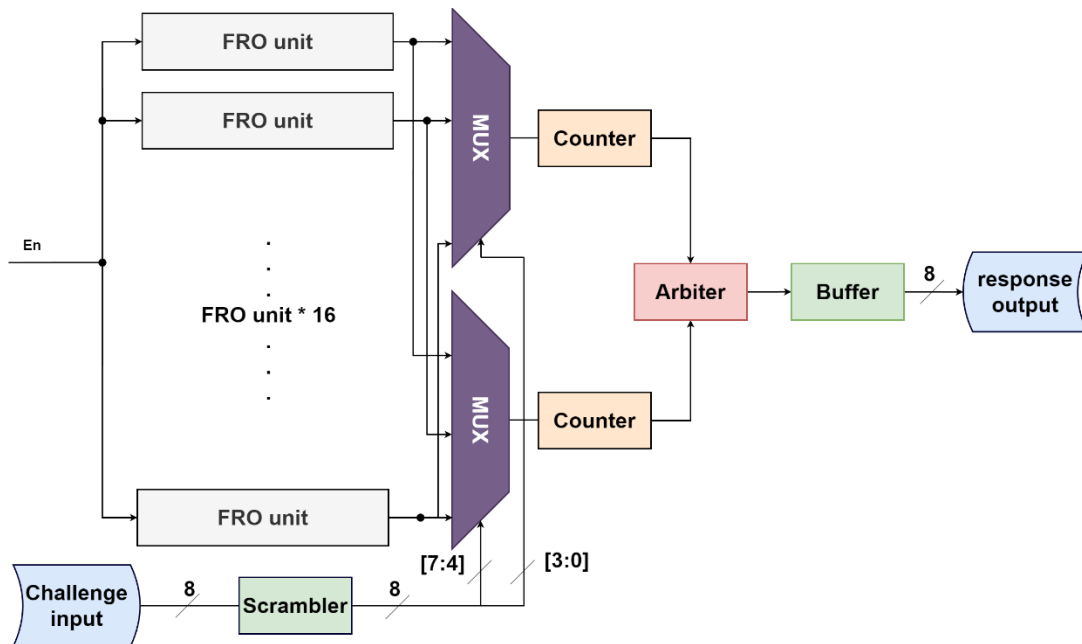 FRO unit
FRO unit
MUX
Counter
En
FRO unit * 16
Arbiter
Buffer
8
response
output
MUX
Counter
FRO unit
[7:4]
[3:0]
Challenge
input
8
Scrambler
8